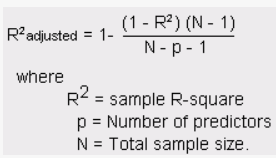 R²adjusted = 1- (1 - R²) (N - 1)
N - p - 1
where
R² = sample R-square
p = Number of predictors
N = Total sample size.